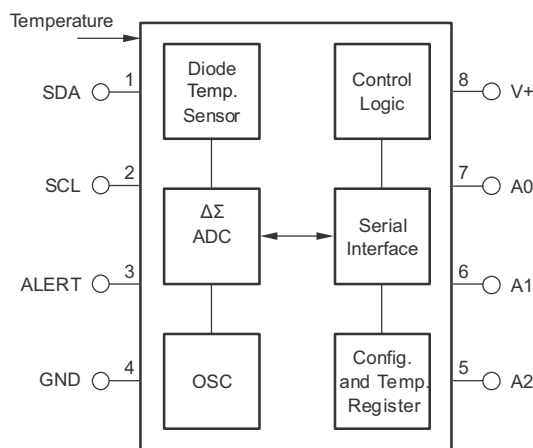 Temperature
SDA 1
Diode
Temp.
Sensor
Control
Logic
8 V+
SCL 2
ΔΣ
ADC
Serial
Interface
7 A0
ALERT 3
6 A1
GND 4
OSC
Config.
and Temp.
Register
5 A2